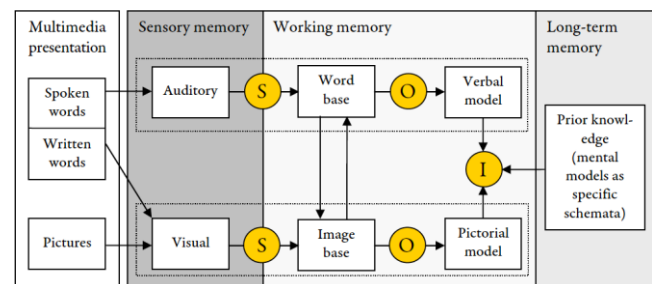 Multimedia
presentation
Sensory memory
Working memory
Long-term
memory
Spoken
words
Written
words
Pictures
Auditory
S
Word
base
O
Verbal
model
I
Prior knowl-
edge
(mental models as
specific
schemata)
Visual
S
Image
base
O
Pictorial
model